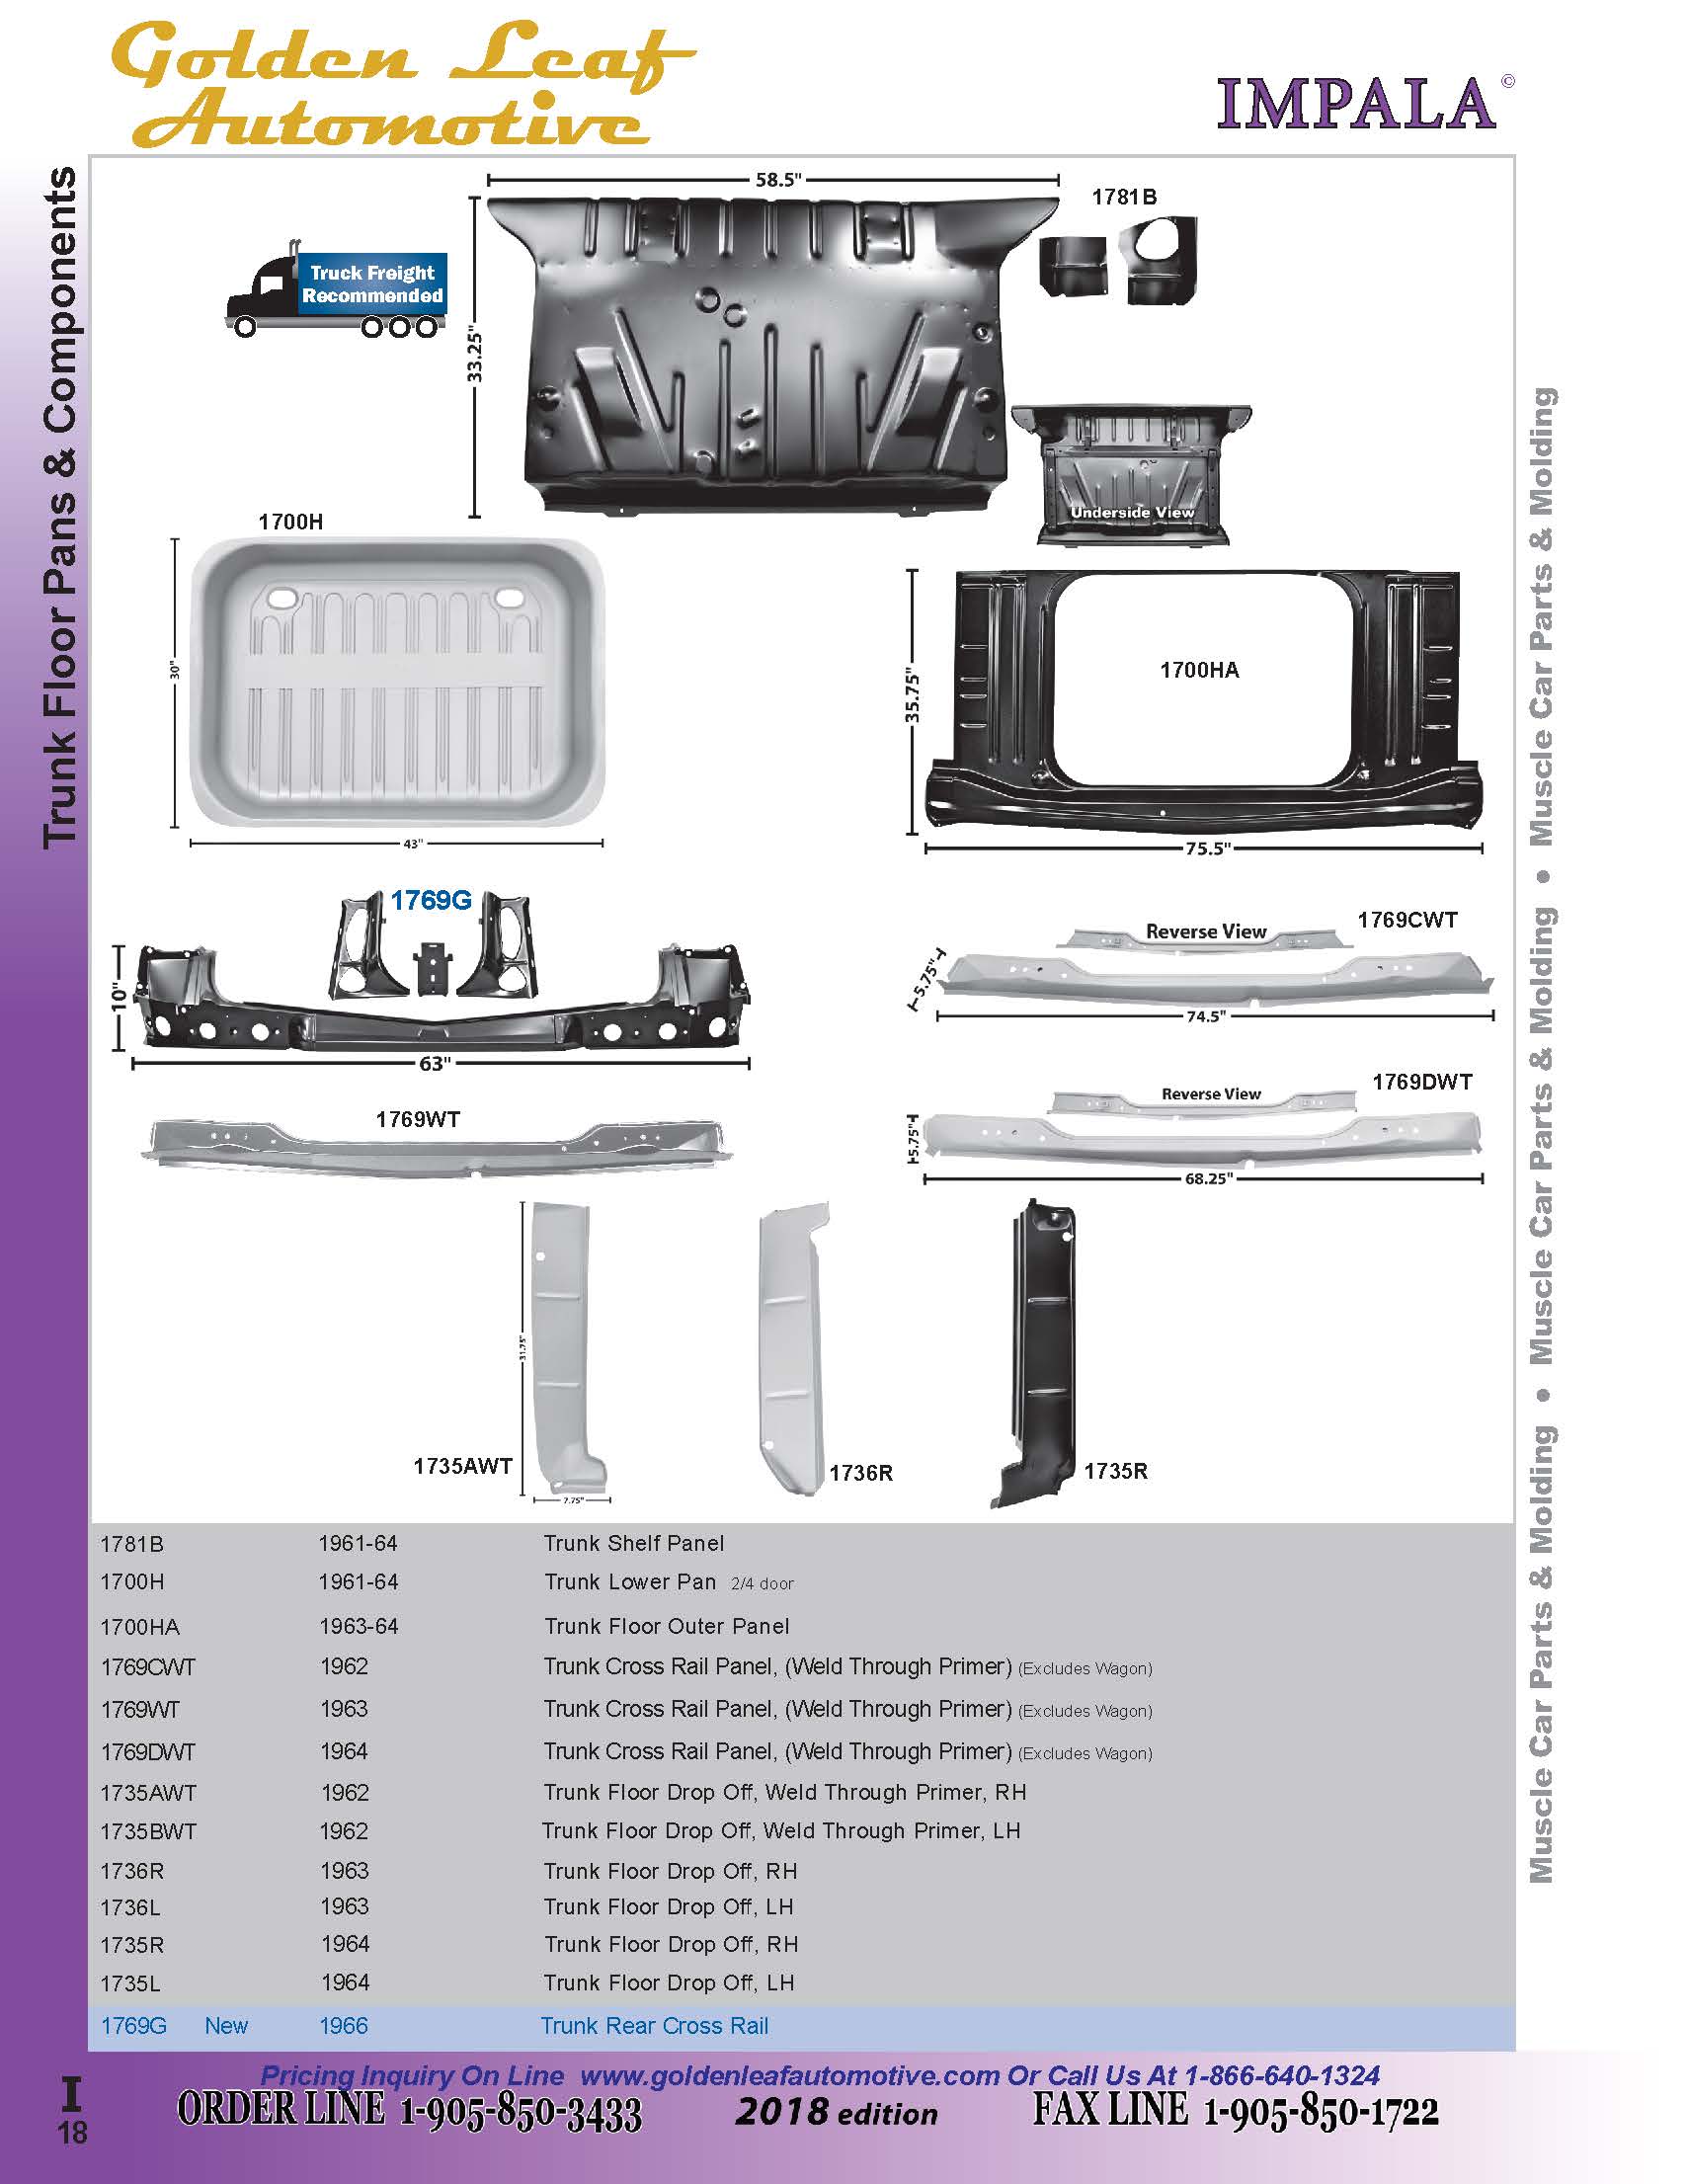 Golden Leaf
Automotive
IMPALA©
Trunk Floor Pans & Components
58.5"
1781B
Truck Freight
Recommended
33.25"
Underside View
1700H
30"
43"
1700HA
35.75"
75.5"
1769G
10"
63"
Reverse View
1769CWT
5.75"
74.5"
1769WT
Reverse View
1769DWT
5.75"
68.25"
31.75"
1735AWT
7.75"
1736R
1735R
1781B 1961-64 Trunk Shelf Panel
1700H 1961-64 Trunk Lower Pan 2/4 door
1700HA 1963-64 Trunk Floor Outer Panel
1769CWT 1962 Trunk Cross Rail Panel, (Weld Through Primer) (Excludes Wagon)
1769WT 1963 Trunk Cross Rail Panel, (Weld Through Primer) (Excludes Wagon)
1769DWT 1964 Trunk Cross Rail Panel, (Weld Through Primer) (Excludes Wagon)
1735AWT 1962 Trunk Floor Drop Off, Weld Through Primer, RH
1735BWT 1962 Trunk Floor Drop Off, Weld Through Primer, LH
1736R 1963 Trunk Floor Drop Off, RH
1736L 1963 Trunk Floor Drop Off, LH
1735R 1964 Trunk Floor Drop Off, RH
1735L 1964 Trunk Floor Drop Off, LH
1769G New 1966 Trunk Rear Cross Rail
Muscle Car Parts & Molding • Muscle Car Parts & Molding • Muscle Car Parts & Molding
Pricing Inquiry On Line www.goldenleafautomotive.com Or Call Us At 1-866-640-1324
ORDER LINE 1-905-850-3433 2018 edition FAX LINE 1-905-850-1722
I
18